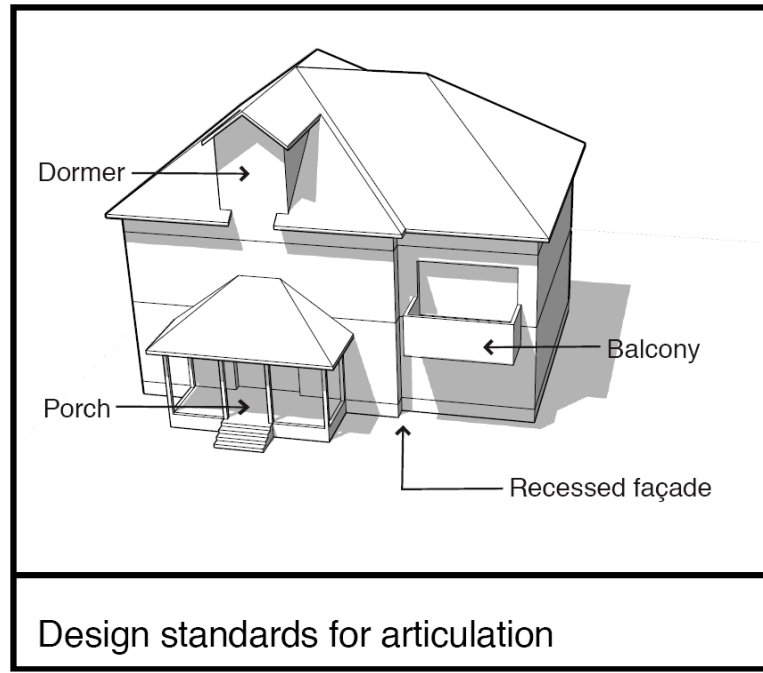 Dormer
Balcony
Porch
Recessed façade
Design standards for articulation